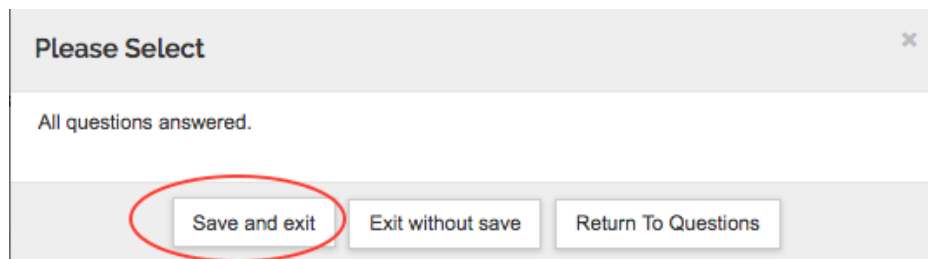 Please Select
×
All questions answered.
Save and exit Exit without save Return To Questions